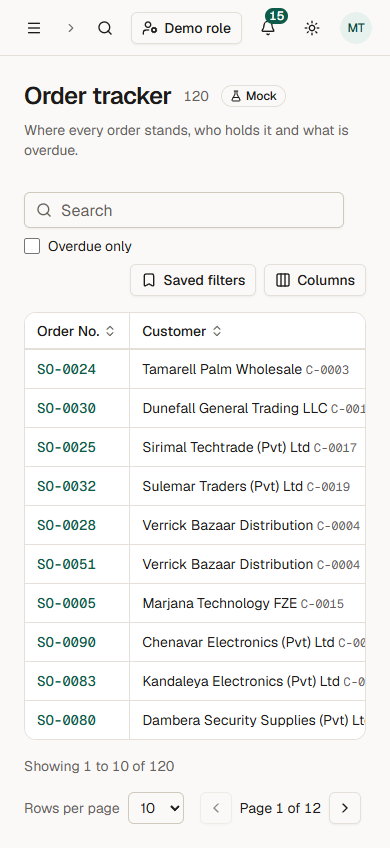 Demo role 15 MT
Order tracker 120 Mock
Where every order stands, who holds it and what is
overdue.
Search
Overdue only
Saved filters Columns
Order No. Customer
SO-0024 Tamarell Palm Wholesale C-0003
SO-0030 Dunefall General Trading LLC C-001
SO-0025 Sirimal Techtrade (Pvt) Ltd C-0017
SO-0032 Sulemar Traders (Pvt) Ltd C-0019
SO-0028 Verrick Bazaar Distribution C-0004
SO-0051 Verrick Bazaar Distribution C-0004
SO-0005 Marjana Technology FZE C-0015
SO-0090 Chenavar Electronics (Pvt) Ltd C-00
SO-0083 Kandaleya Electronics (Pvt) Ltd C-0
SO-0080 Dambera Security Supplies (Pvt) Lt
Showing 1 to 10 of 120
Rows per page 10 Page 1 of 12